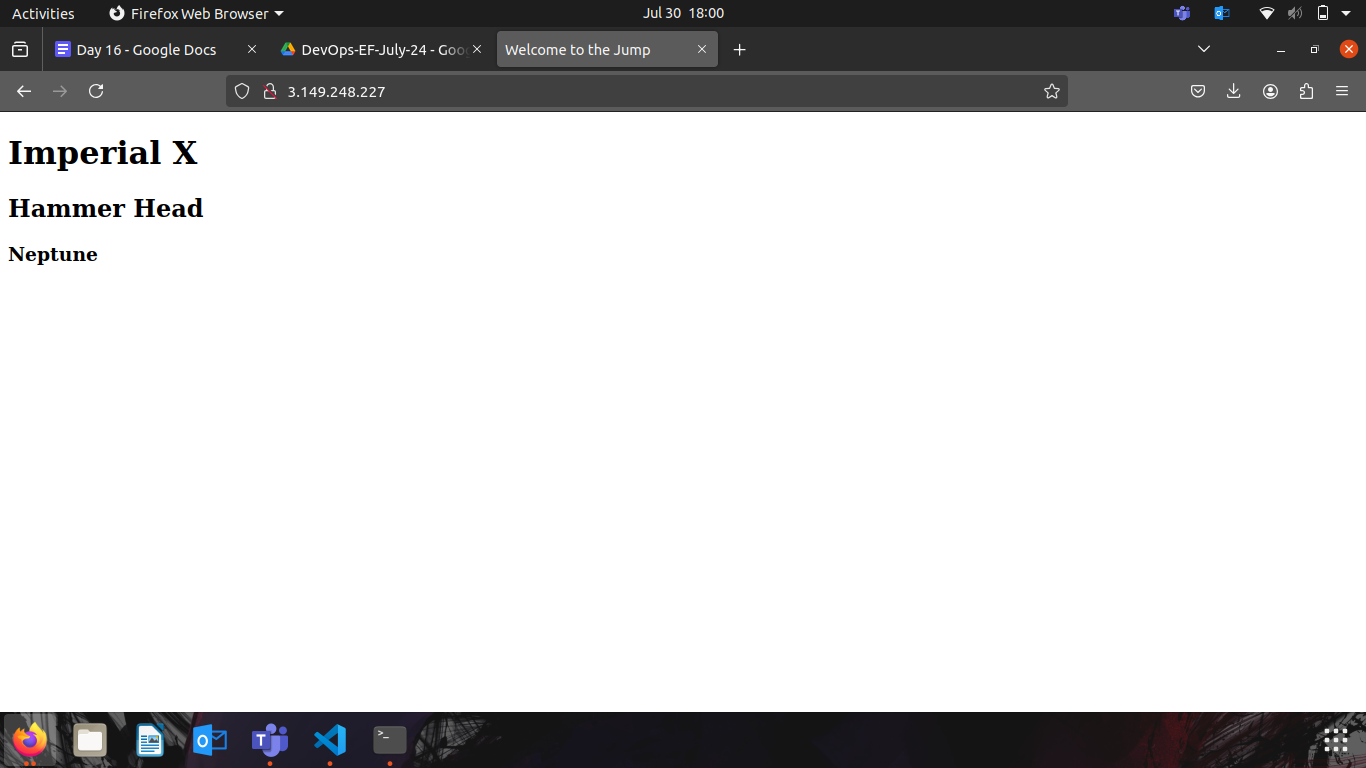 Activities
Firefox Web Browser
Jul 30 18:00
Day 16 - Google Docs
DevOps-EF-July-24 - Goo
Welcome to the Jump
3.149.248.227
Imperial X
Hammer Head
Neptune